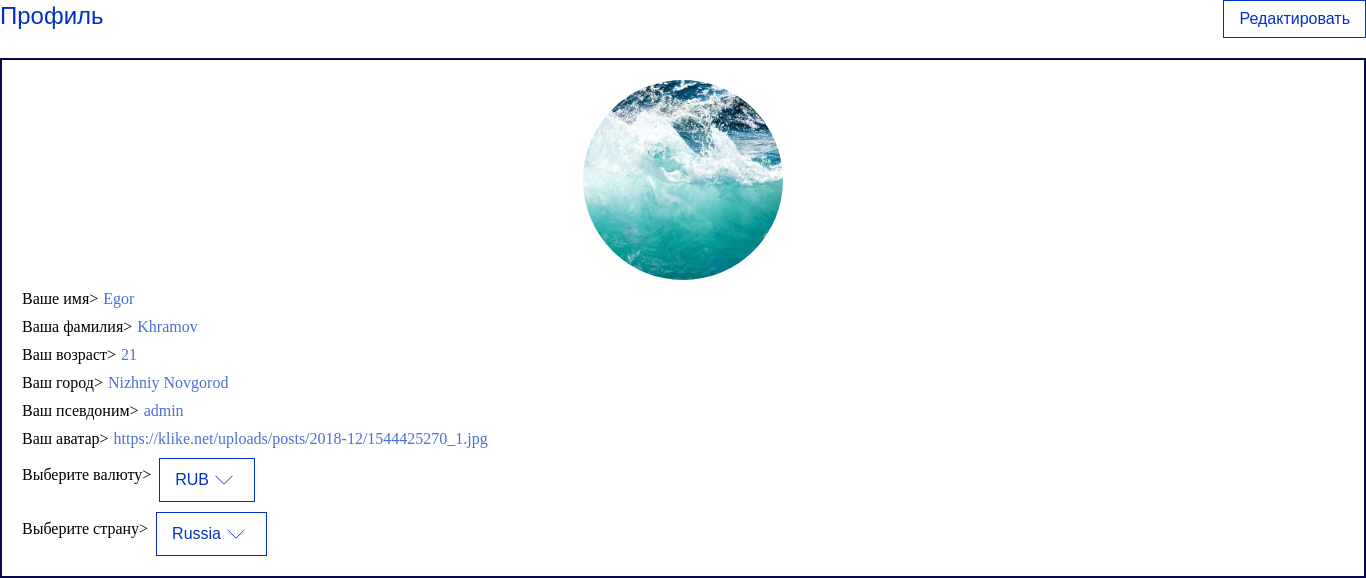 Профиль
Редактировать
Ваше имя> Egor
Ваша фамилия> Khramov
Ваш возраст> 21
Ваш город> Nizhniy Novgorod
Ваш псевдоним> admin
Ваш аватар> https://klike.net/uploads/posts/2018-12/1544425270_1.jpg
Выберите валюту> RUB
Выберите страну> Russia